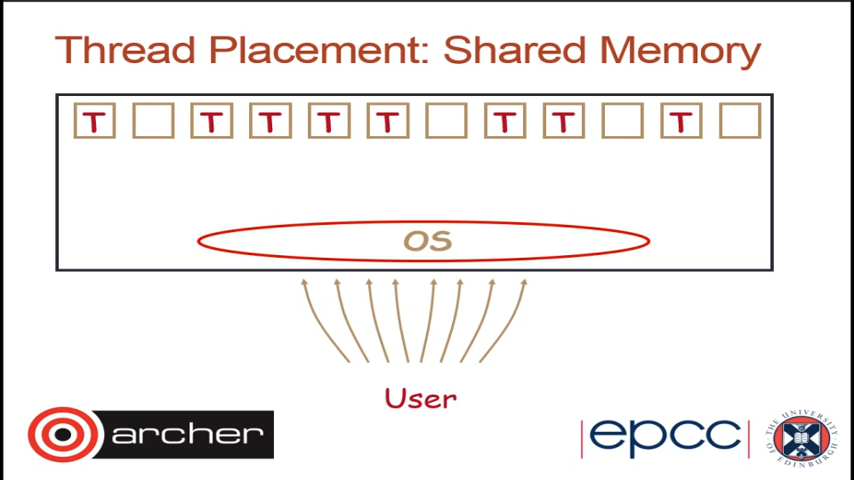 Thread Placement: Shared Memory
T T T T T T T T
OS
User
archer
epcc
THE UNIVERSITY OF EDINBURGH